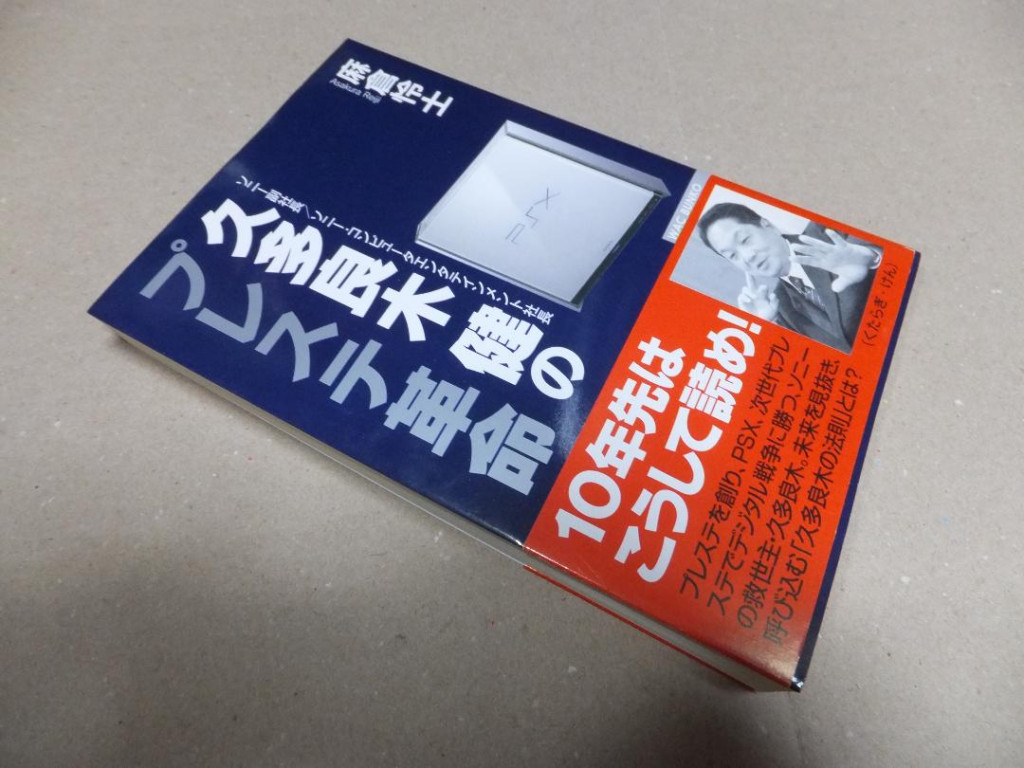 麻倉怜士
Asakura Reiji
PSX
ソニー副社長／ソニー・コンピュータエンタテインメント社長
久多良木 健の
プレステ革命
WAC BUNKO
(くたらぎ・けん)
10年先は
こうして読め!
プレステを創り、PSX、次世代プレ
ステでデジタル戦争に勝つ、ソニー
の救世主・久多良木。未来を見抜き、
呼び込む「久多良木の法則」とは?